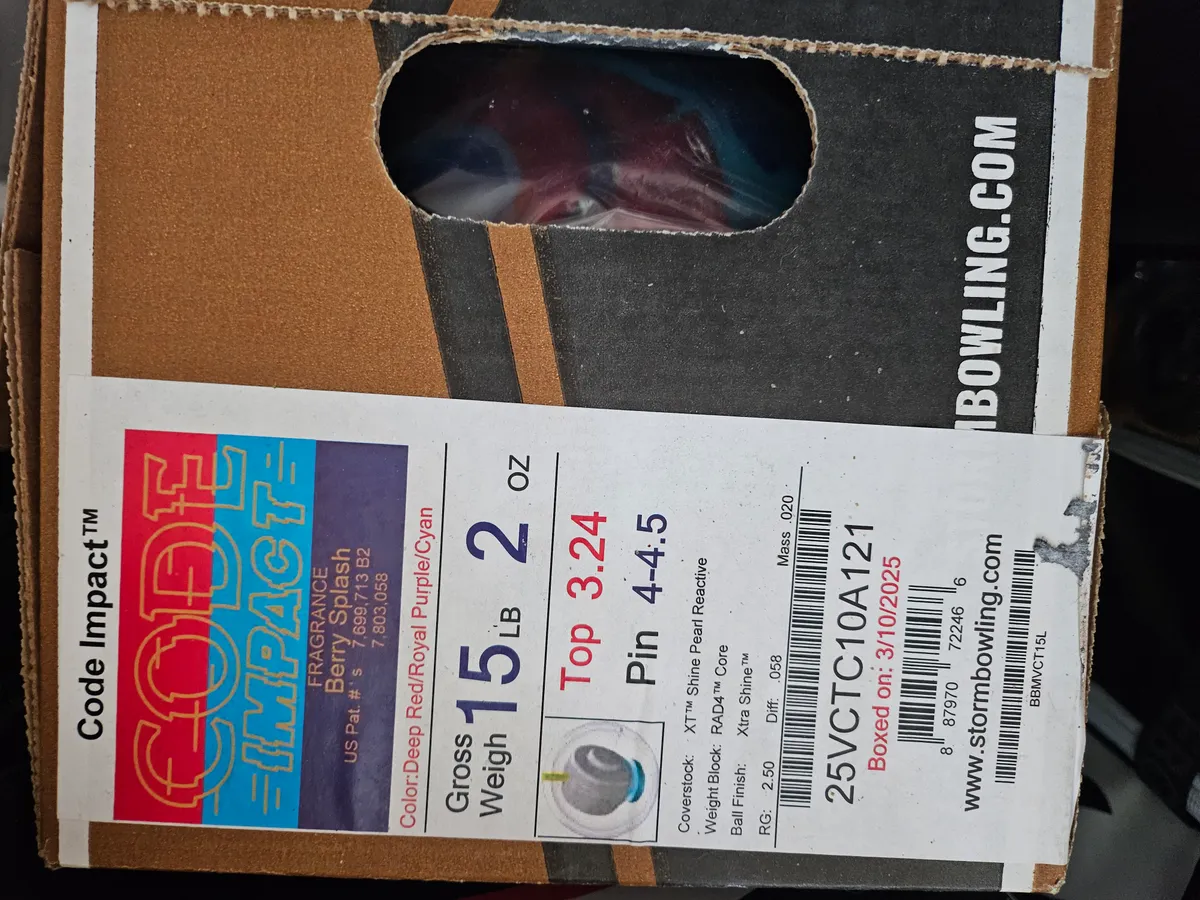 Code Impact™
CODE
IMPACT
FRAGRANCE
Berry Splash
US Pat. #'s 7,699,713 B2
7,803,058
Color:Deep Red/Royal Purple/Cyan
Gross
Weigh 15 LB 2 OZ
Top 3.24
Pin 4-4.5
Coverstock: XT™ Shine Pearl Reactive
Weight Block: RAD4™ Core
Ball Finish: Xtra Shine™
RG: 2.50 Diff: .058 Mass .020
25VCTC10A121
Boxed on: 3/10/2025
8 87970 72246 6
www.stormbowling.com
BBMVCT15L
MBOWLING.COM